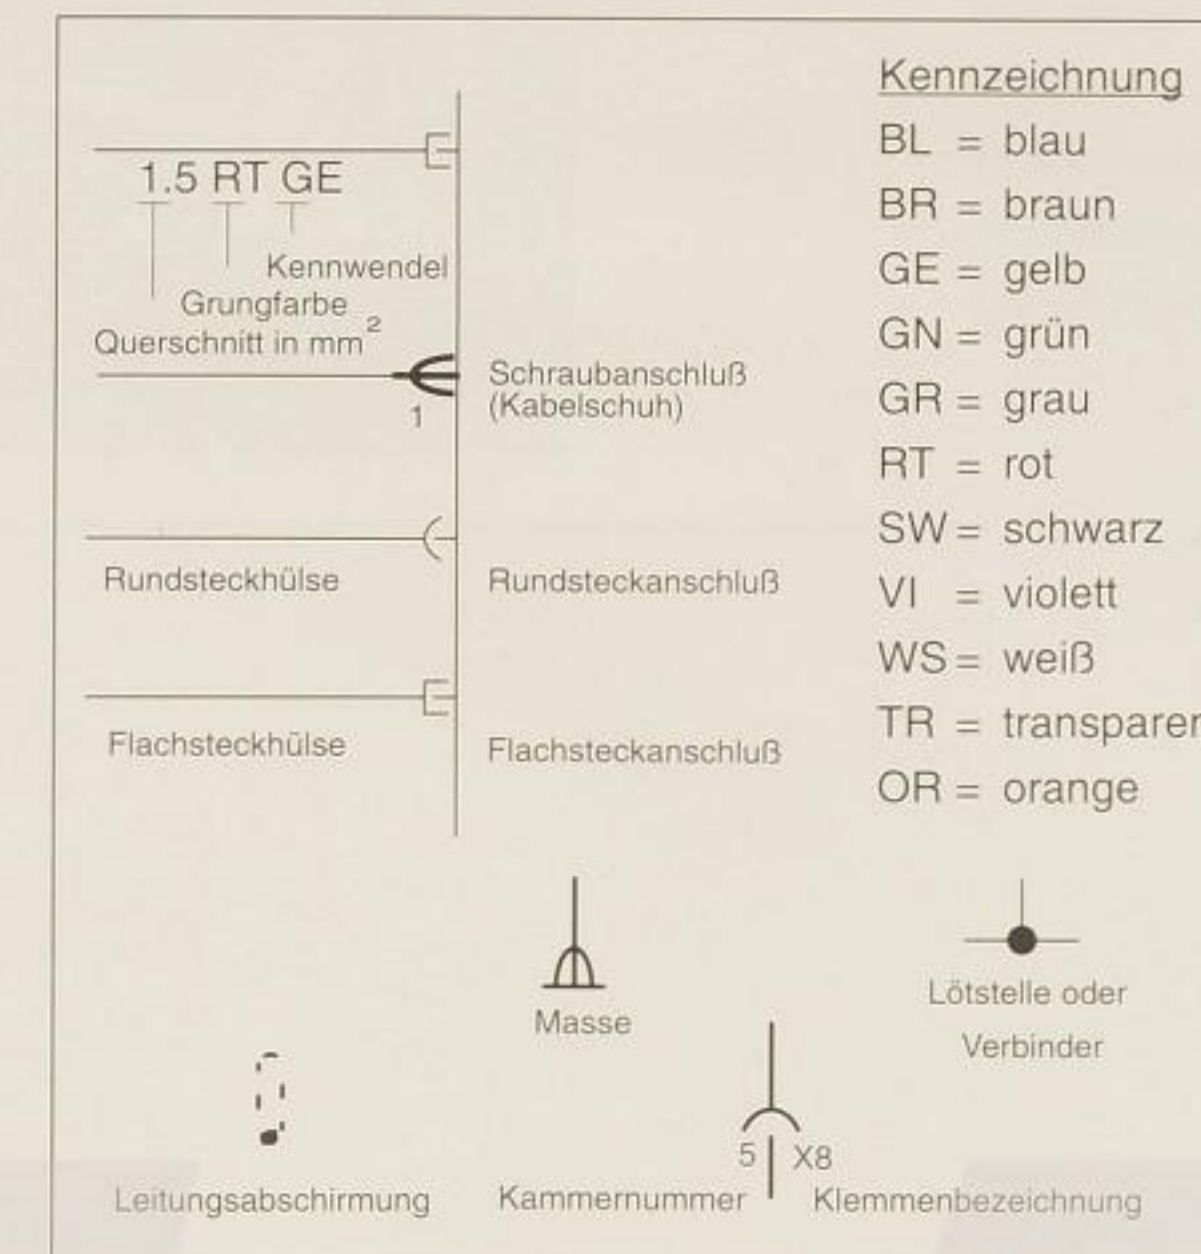 1.5 RT GE
Kennwendel
Grungfarbe
Querschnitt in mm²
Schraubanschluß
(Kabelschuh)
1
Rundsteckhülse
Rundsteckanschluß
Flachsteckhülse
Flachsteckanschluß
Kennzeichnung
BL = blau
BR = braun
GE = gelb
GN = grün
GR = grau
RT = rot
SW = schwarz
VI = violett
WS = weiß
TR = transparen
OR = orange
Masse
Lötstelle oder
Verbinder
5 X8
Leitungsabschirmung
Kammernummer
Klemmenbezeichnung